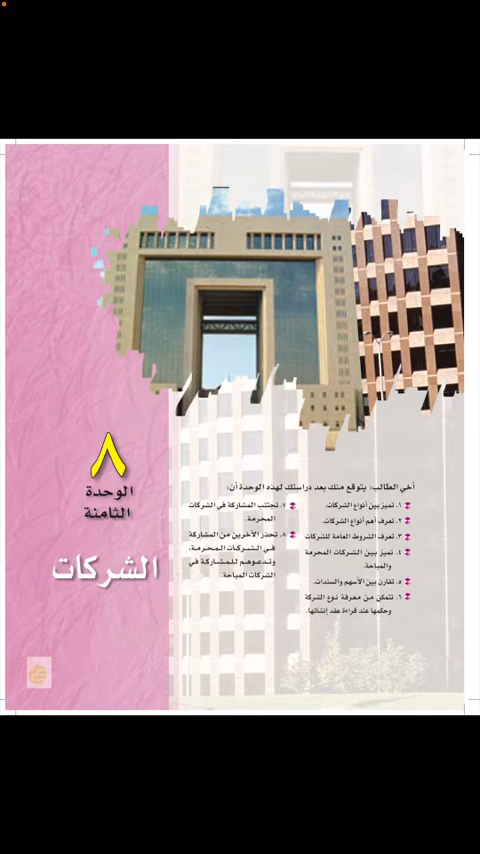 ٨
الوحدة
الثامنة
الشركات
أخي الطالب: يتوقع منك بعد دراستك لهذه الوحدة أن:
١. تميز بين أنواع الشركات.
٢. تعرف أهم أنواع الشركات.
٣. تعرف الشروط العامة للشركات
٤. تميز بين الشركات المحرمة
والمباحة.
٥. تقارن بين الأسهم والسندات.
٦. تتمكن من معرفة نوع الشركة
وحكمها عند قراءة عقد إنشائها.
٧. تجتنب المشاركة في الشركات
المحرمة.
٨. تحذر الآخرين من المشاركة
في الشركات المحرمة،
وتدعوهم للمشاركة في
الشركات المباحة.